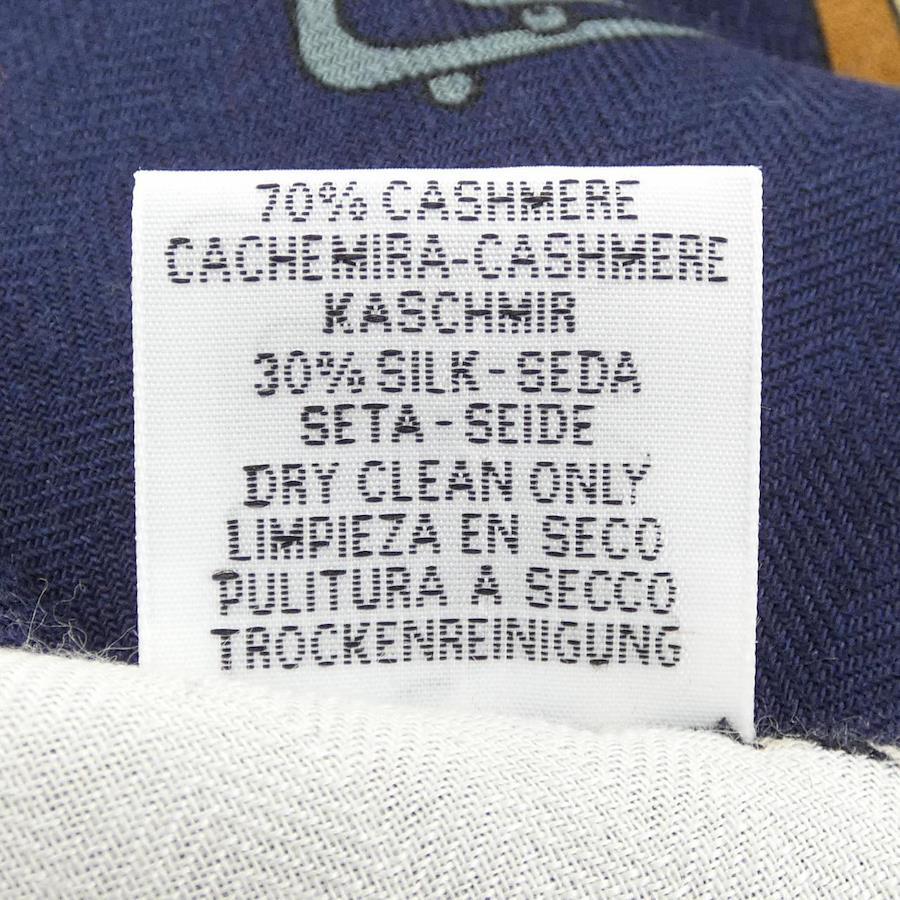 70% CASHMERE
CACHEMIRA-CASHMERE
KASCHMIR
30% SILK-SEDA
SETA-SEIDE
DRY CLEAN ONLY
LIMPIEZA EN SECO
PULITURA A SECCO
TROCKENREINIGUNG